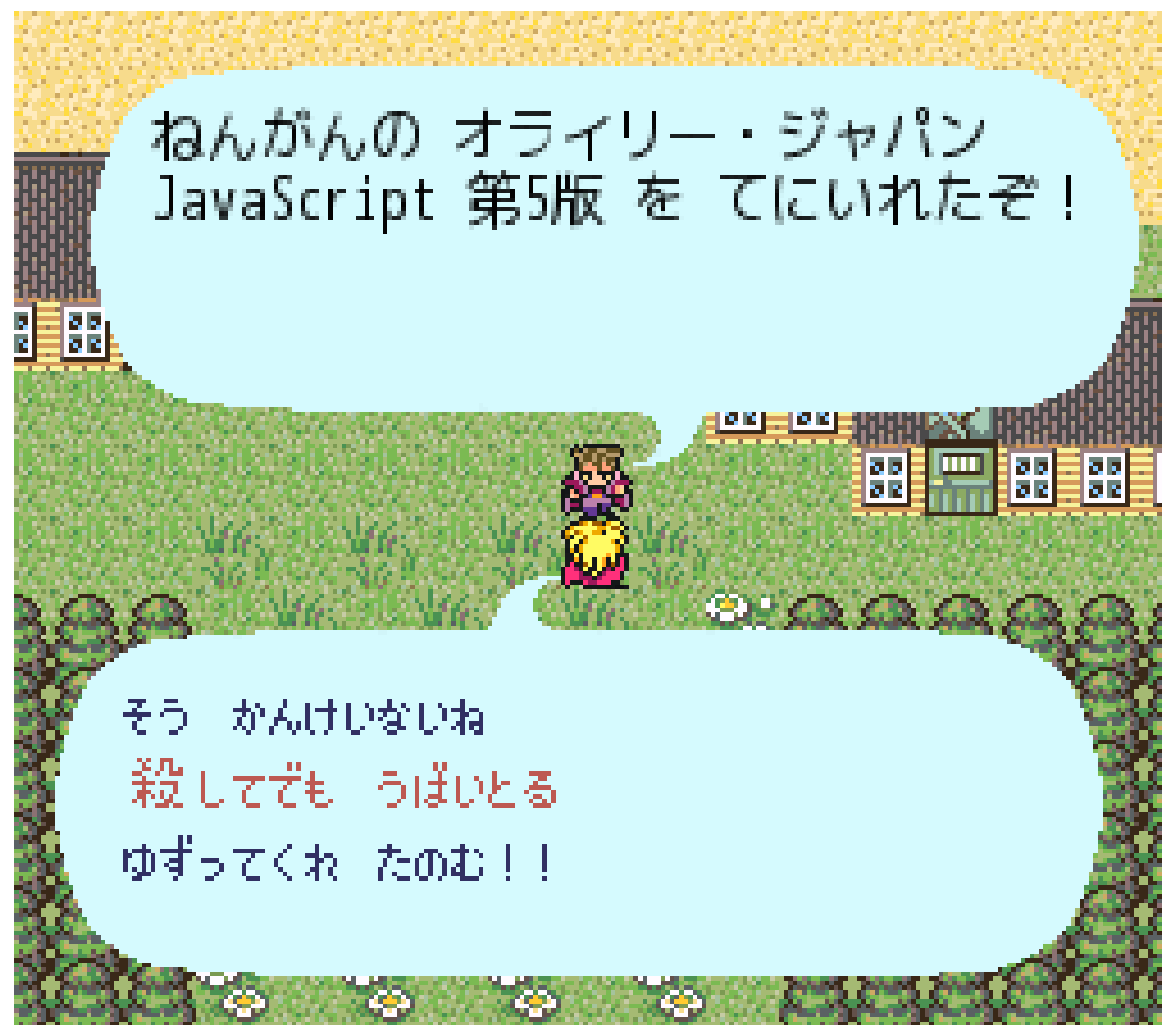 ねんがんの オライリー・ジャパン
JavaScript 第5版 を てにいれたぞ！
そう かんけいないね
殺してでも うばいとる
ゆずってくれ たのむ！！